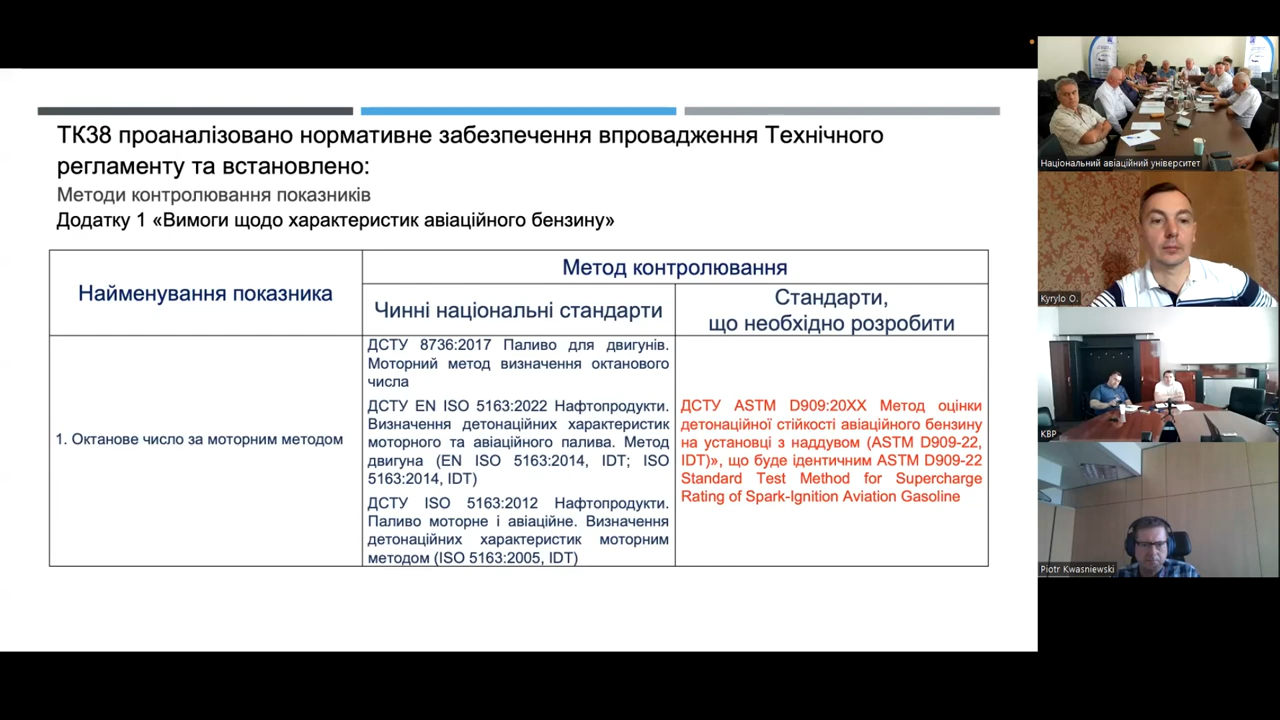 ТК38 проаналізовано нормативне забезпечення впровадження Технічного
регламенту та встановлено:
Методи контролювання показників
Додатку 1 «Вимоги щодо характеристик авіаційного бензину»
Найменування показника
Метод контролювання
Чинні національні стандарти
Стандарти,
що необхідно розробити
1. Октанове число за моторним методом
ДСТУ 8736:2017 Паливо для двигунів.
Моторний метод визначення октанового
числа
ДСТУ EN ISO 5163:2022 Нафтопродукти.
Визначення детонаційних характеристик
моторного та авіаційного палива. Метод
двигуна (EN ISO 5163:2014, IDT; ISO
5163:2014, IDT)
ДСТУ ISO 5163:2012 Нафтопродукти.
Паливо моторне і авіаційне. Визначення
детонаційних характеристик моторним
методом (ISO 5163:2005, IDT)
ДСТУ ASTM D909:20XX Метод оцінки
детонаційної стійкості авіаційного бензину
на установці з наддувом (ASTM D909-22,
IDT)», що буде ідентичним ASTM D909-22
Standard Test Method for Supercharge
Rating of Spark-Ignition Aviation Gasoline
Національний авіаційний університет
Kyrylo O.
КВР
Piotr Kwasniewski